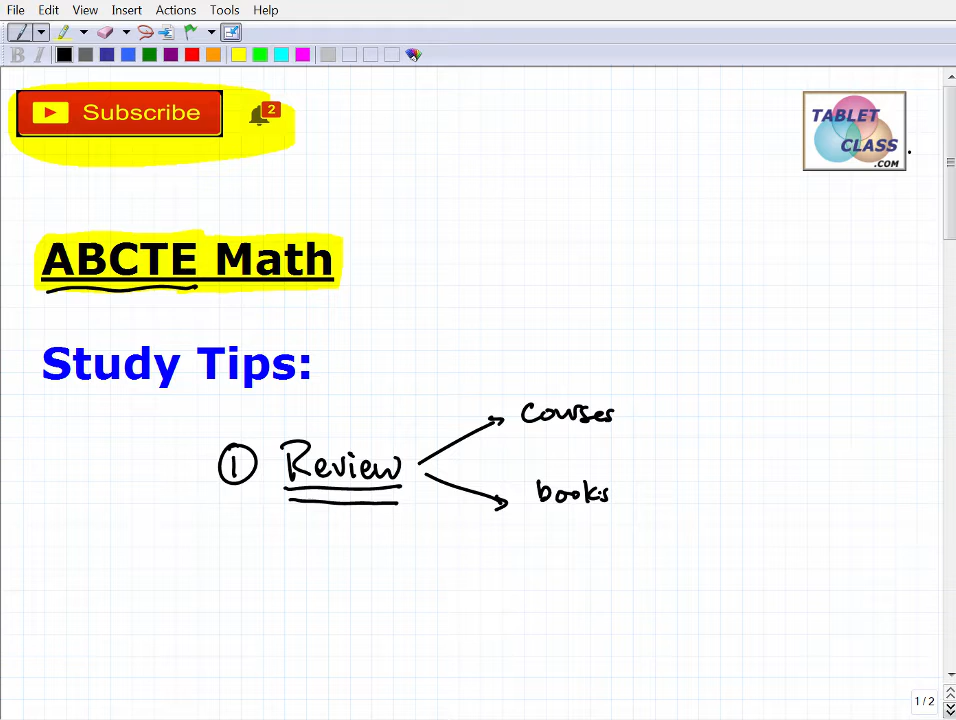 File Edit View Insert Actions Tools Help
B I
Subscribe 2
TABLET
CLASS
.COM
ABCTE Math
Study Tips:
courses
1 Review
books
1 / 2